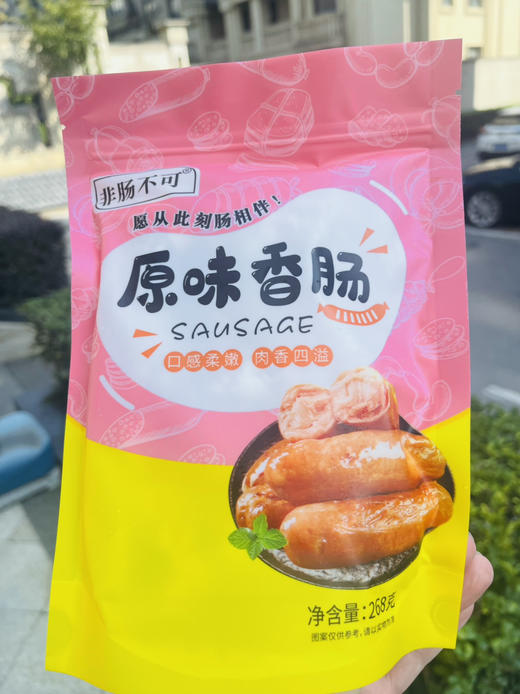 非肠不可®
愿从此刻肠相伴！
原味香肠
SAUSAGE
口感柔嫩 肉香四溢
净含量：268克
图案仅供参考，请以实物为准